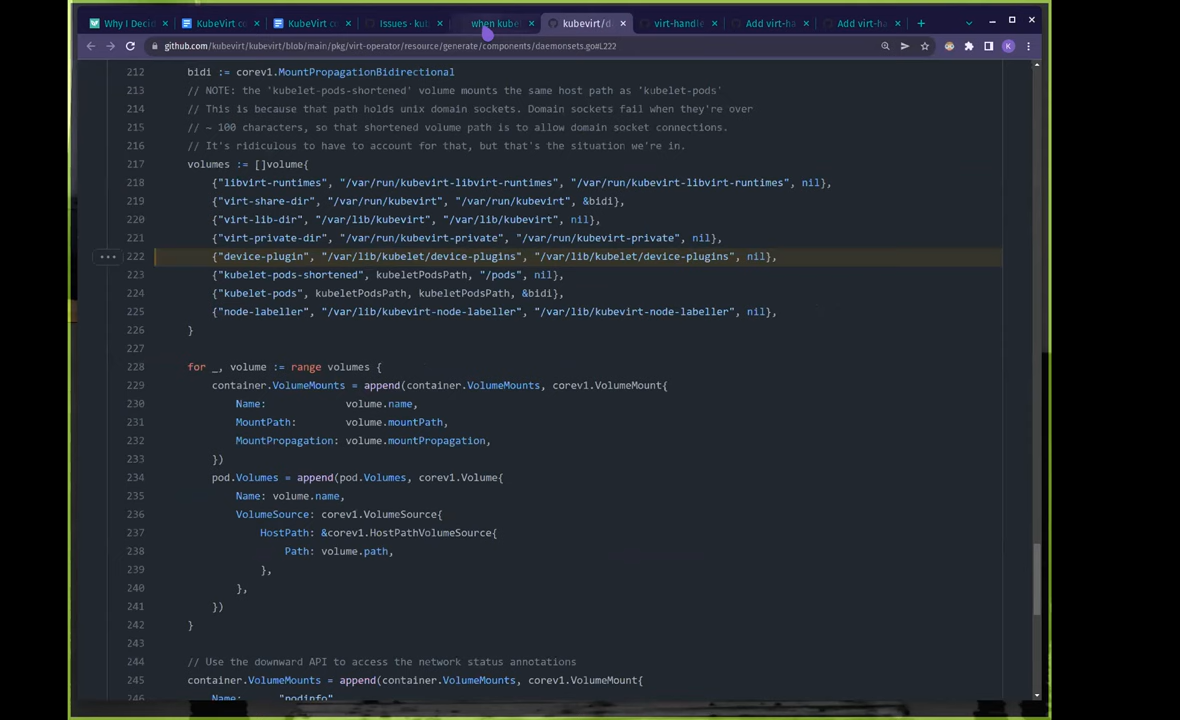 Why I Decid
KubeVirt co
KubeVirt cr
Issues · kub
when kube
kubevirt/da
virt-handle
Add virt-ha
Add virt-ha
github.com/kubevirt/kubevirt/blob/main/pkg/virt-operator/resource/generate/components/daemonsets.go#L222
212 bidi := corev1.MountPropagationBidirectional
213 // NOTE: the 'kubelet-pods-shortened' volume mounts the same host path as 'kubelet-pods'
214 // This is because that path holds unix domain sockets. Domain sockets fail when they're over
215 // ~ 100 characters, so that shortened volume path is to allow domain socket connections.
216 // It's ridiculous to have to account for that, but that's the situation we're in.
217 volumes := []volume{
218 {"libvirt-runtimes", "/var/run/kubevirt-libvirt-runtimes", "/var/run/kubevirt-libvirt-runtimes", nil},
219 {"virt-share-dir", "/var/run/kubevirt", "/var/run/kubevirt", &bidi},
220 {"virt-lib-dir", "/var/lib/kubevirt", "/var/lib/kubevirt", nil},
221 {"virt-private-dir", "/var/run/kubevirt-private", "/var/run/kubevirt-private", nil},
222 {"device-plugin", "/var/lib/kubelet/device-plugins", "/var/lib/kubelet/device-plugins", nil},
223 {"kubelet-pods-shortened", kubeletPodsPath, "/pods", nil},
224 {"kubelet-pods", kubeletPodsPath, kubeletPodsPath, &bidi},
225 {"node-labeller", "/var/lib/kubevirt-node-labeller", "/var/lib/kubevirt-node-labeller", nil},
226 }
227
228 for _, volume := range volumes {
229 container.VolumeMounts = append(container.VolumeMounts, corev1.VolumeMount{
230 Name: volume.name,
231 MountPath: volume.mountPath,
232 MountPropagation: volume.mountPropagation,
233 })
234 pod.Volumes = append(pod.Volumes, corev1.Volume{
235 Name: volume.name,
236 VolumeSource: corev1.VolumeSource{
237 HostPath: &corev1.HostPathVolumeSource{
238 Path: volume.path,
239 },
240 },
241 })
242 }
243
244 // Use the downward API to access the network status annotations
245 container.VolumeMounts = append(container.VolumeMounts, corev1.VolumeMount{
246 Name: "podinfo"